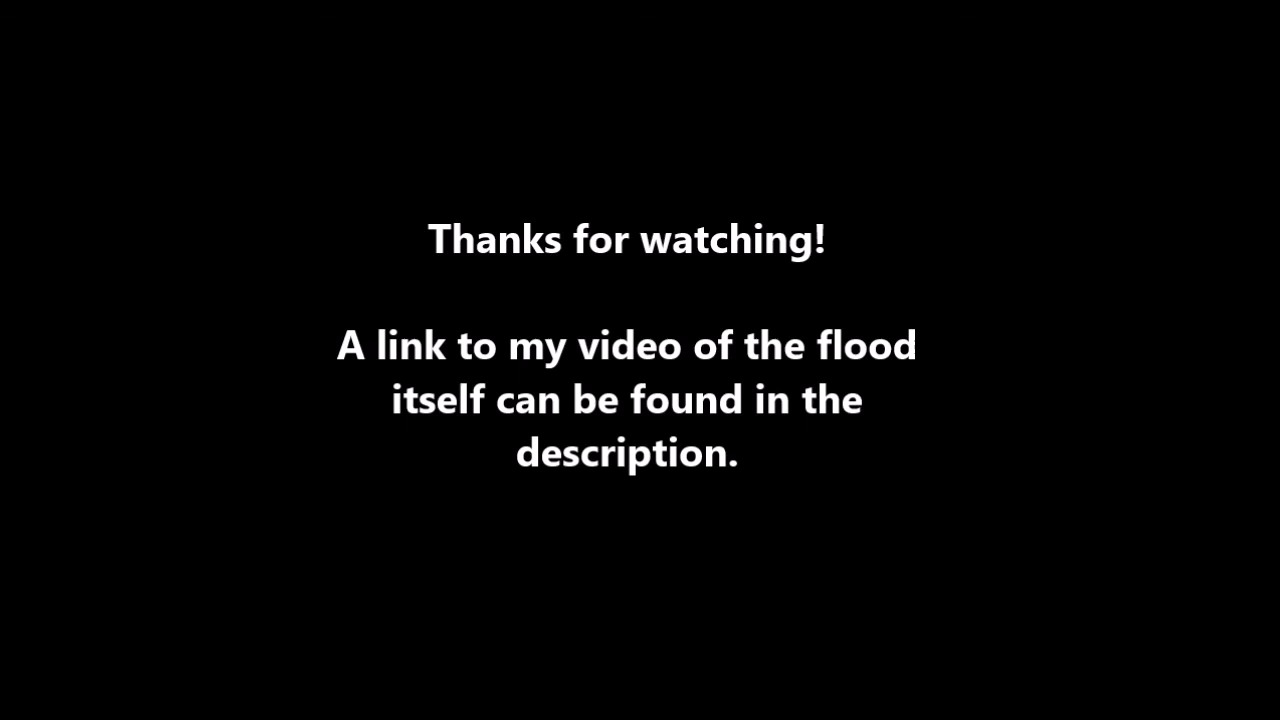 Thanks for watching!
A link to my video of the flood
itself can be found in the
description.